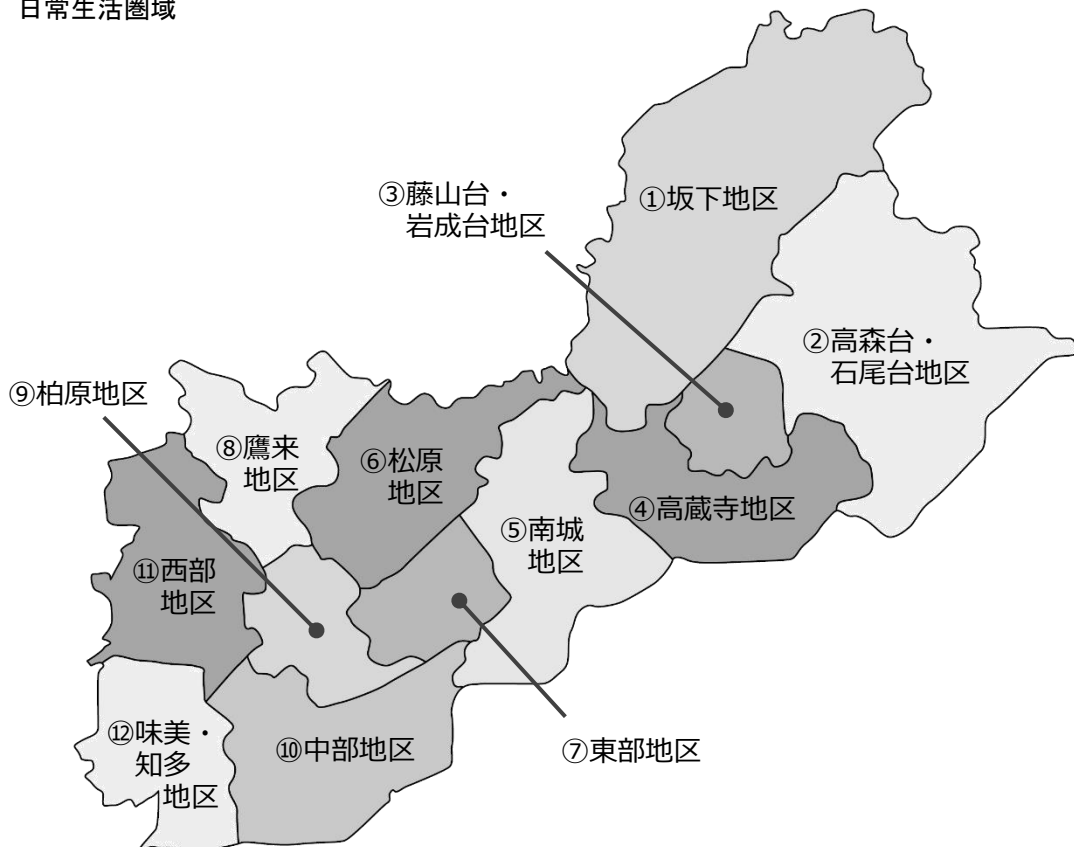 日常生活圏域
①坂下地区
②高森台・
石尾台地区
③藤山台・
岩成台地区
④高蔵寺地区
⑤南城
地区
⑥松原
地区
⑦東部地区
⑧鷹来
地区
⑨柏原地区
⑩中部地区
⑪西部
地区
⑫味美・
知多
地区